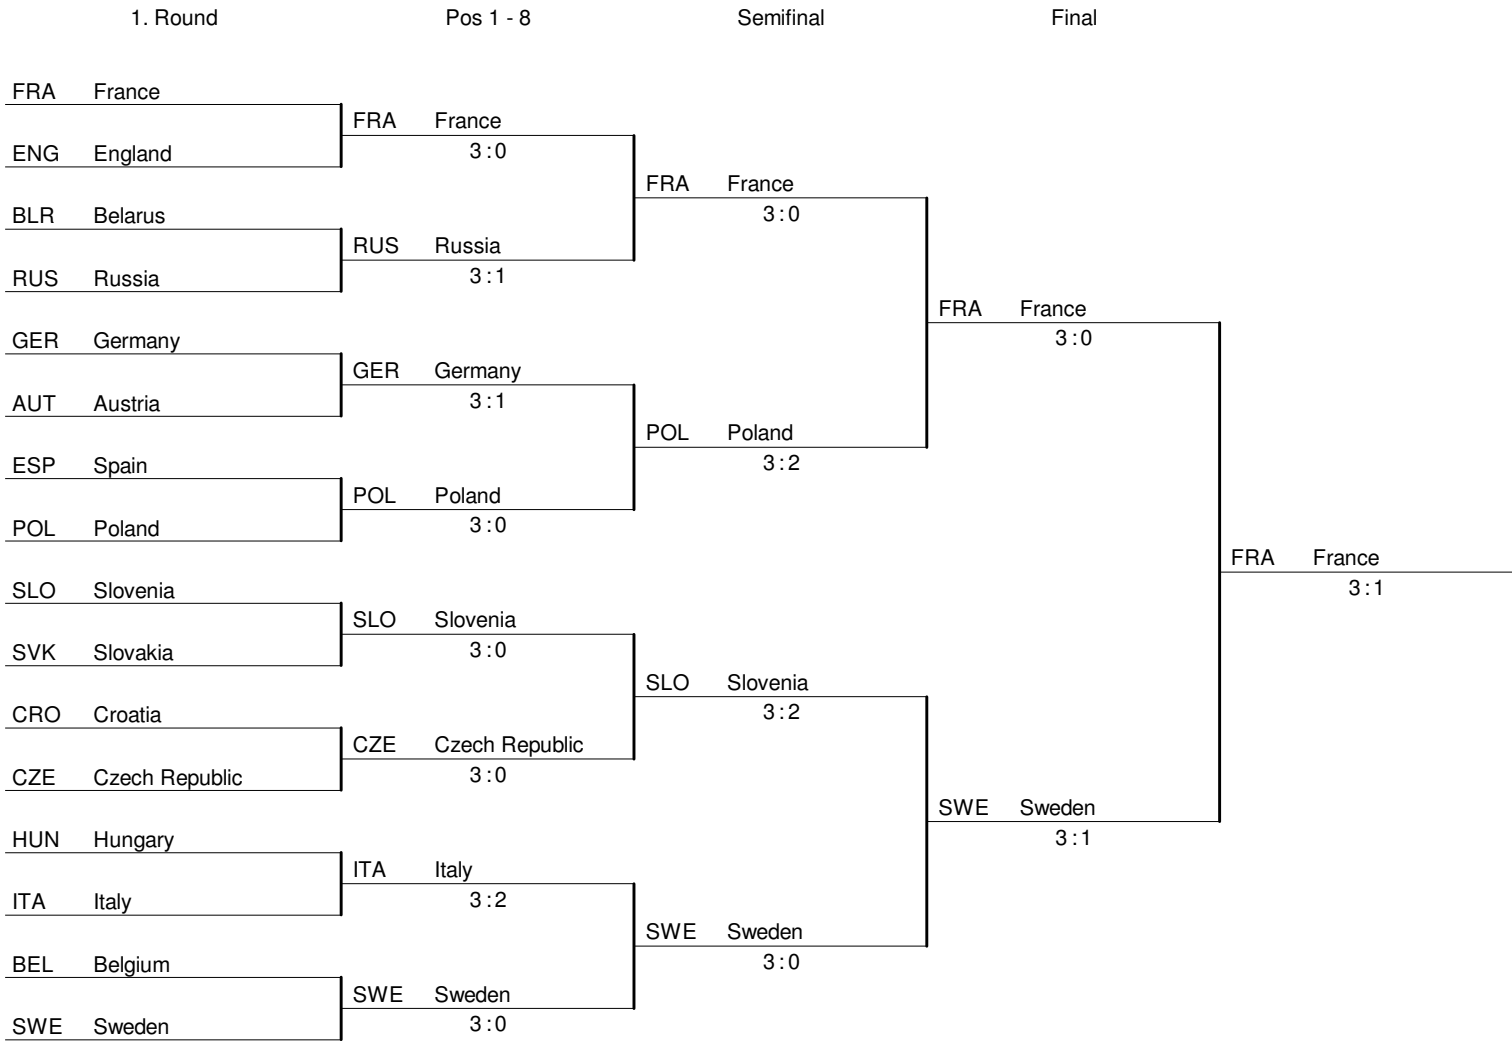 1. Round Pos 1 - 8 Semifinal Final
FRA France
FRA France
ENG England
3:0
FRA France
BLR Belarus
3:0
RUS Russia
RUS Russia
3:1
FRA France
GER Germany
3:0
GER Germany
AUT Austria
3:1
POL Poland
ESP Spain
3:2
POL Poland
POL Poland
3:0
FRA France
SLO Slovenia
3:1
SLO Slovenia
SVK Slovakia
3:0
SLO Slovenia
CRO Croatia
3:2
CZE Czech Republic
CZE Czech Republic
3:0
SWE Sweden
HUN Hungary
3:1
ITA Italy
ITA Italy
3:2
SWE Sweden
BEL Belgium
3:0
SWE Sweden
SWE Sweden
3:0